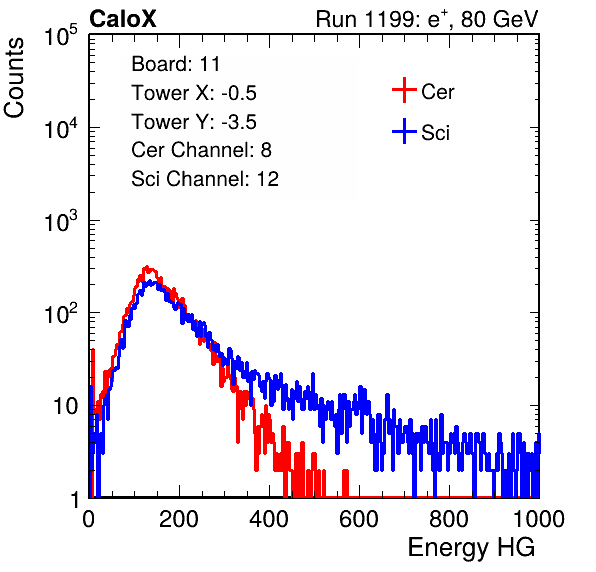 CaloX Run 1199: e⁺, 80 GeV
Counts
Board: 11
Tower X: -0.5
Tower Y: -3.5
Cer Channel: 8
Sci Channel: 12
Cer
Sci
10⁵
10⁴
10³
10²
10
1
0 200 400 600 800 1000
Energy HG